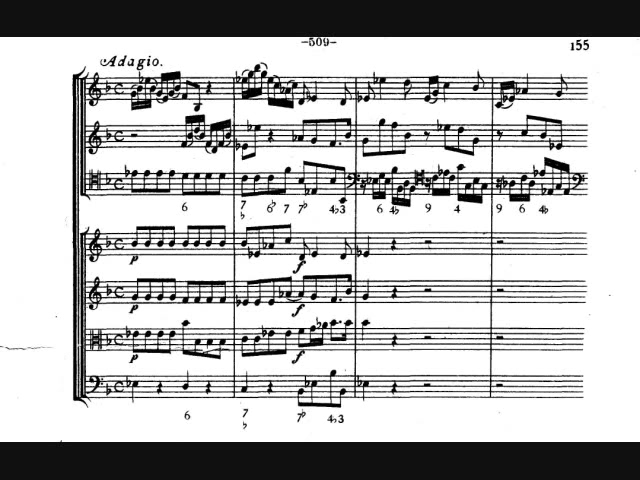 –509–
155
Adagio.
6 7♭ 6♭ 7 7♭ 4♭3 6 4♭ 9 4 9 6 4♭
p f
p f
p f
6 7♭ 7♭ 4♭3